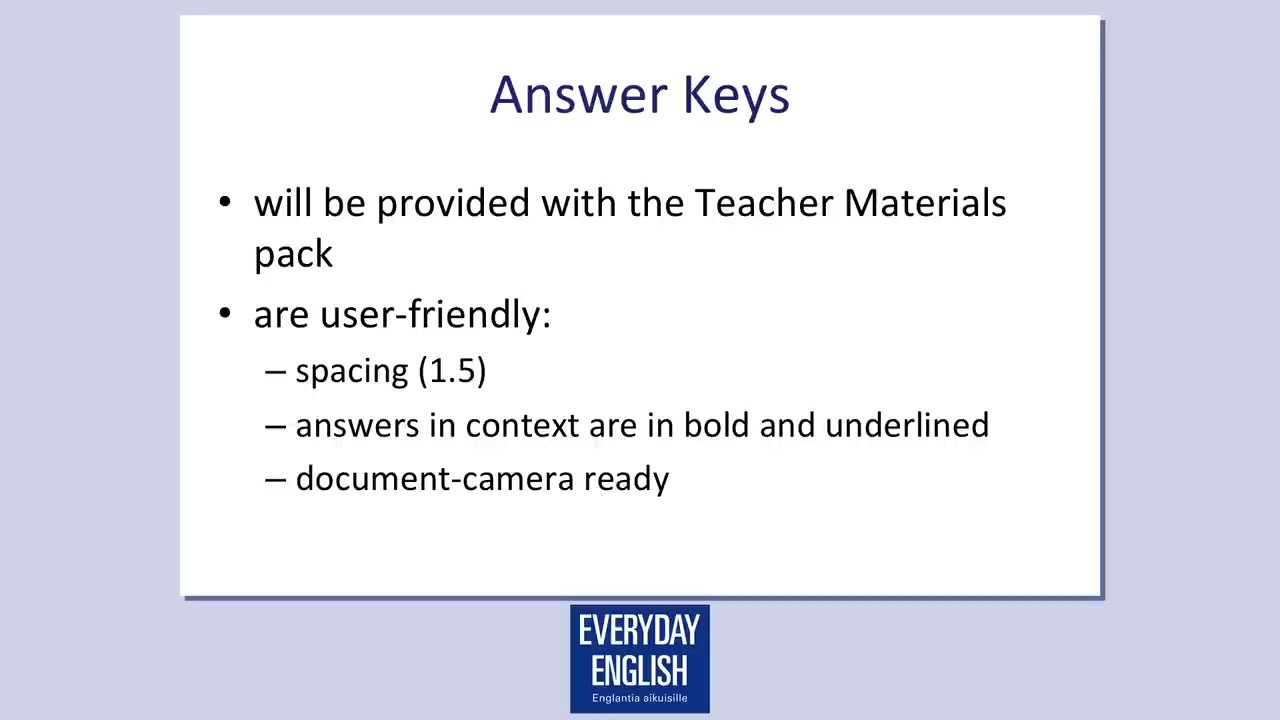 Answer Keys
• will be provided with the Teacher Materials
pack
• are user-friendly:
– spacing (1.5)
– answers in context are in bold and underlined
– document-camera ready
EVERYDAY
ENGLISH
Englantia aikuisille